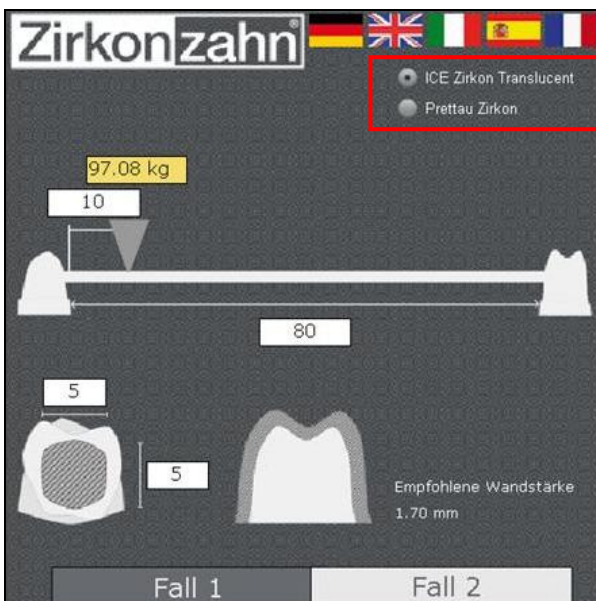 Zirkonzahn®
ICE Zirkon Translucent
Prettau Zirkon
97.08 kg
10
80
5
5
Empfohlene Wandstärke
1.70 mm
Fall 1
Fall 2